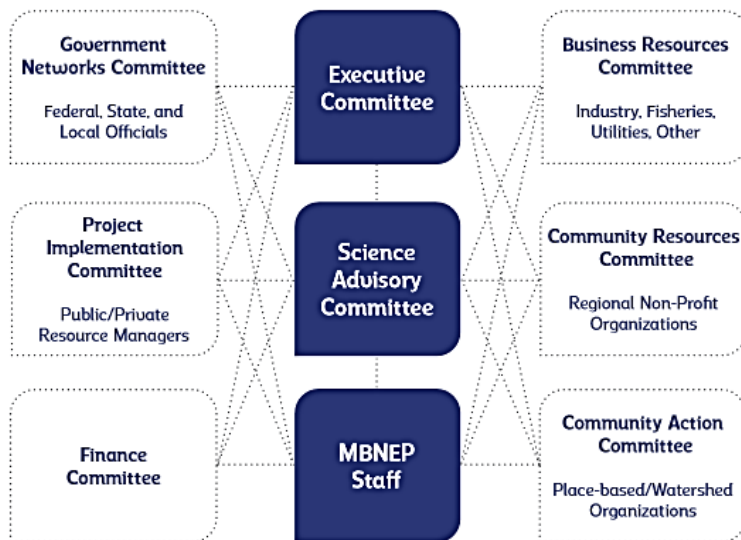 Government
Networks Committee
Federal, State, and
Local Officials
Executive
Committee
Business Resources
Committee
Industry, Fisheries,
Utilities, Other
Project
Implementation
Committee
Public/Private
Resource Managers
Science
Advisory
Committee
Community Resources
Committee
Regional Non-Profit
Organizations
Finance
Committee
MBNEP
Staff
Community Action
Committee
Place-based/Watershed
Organizations